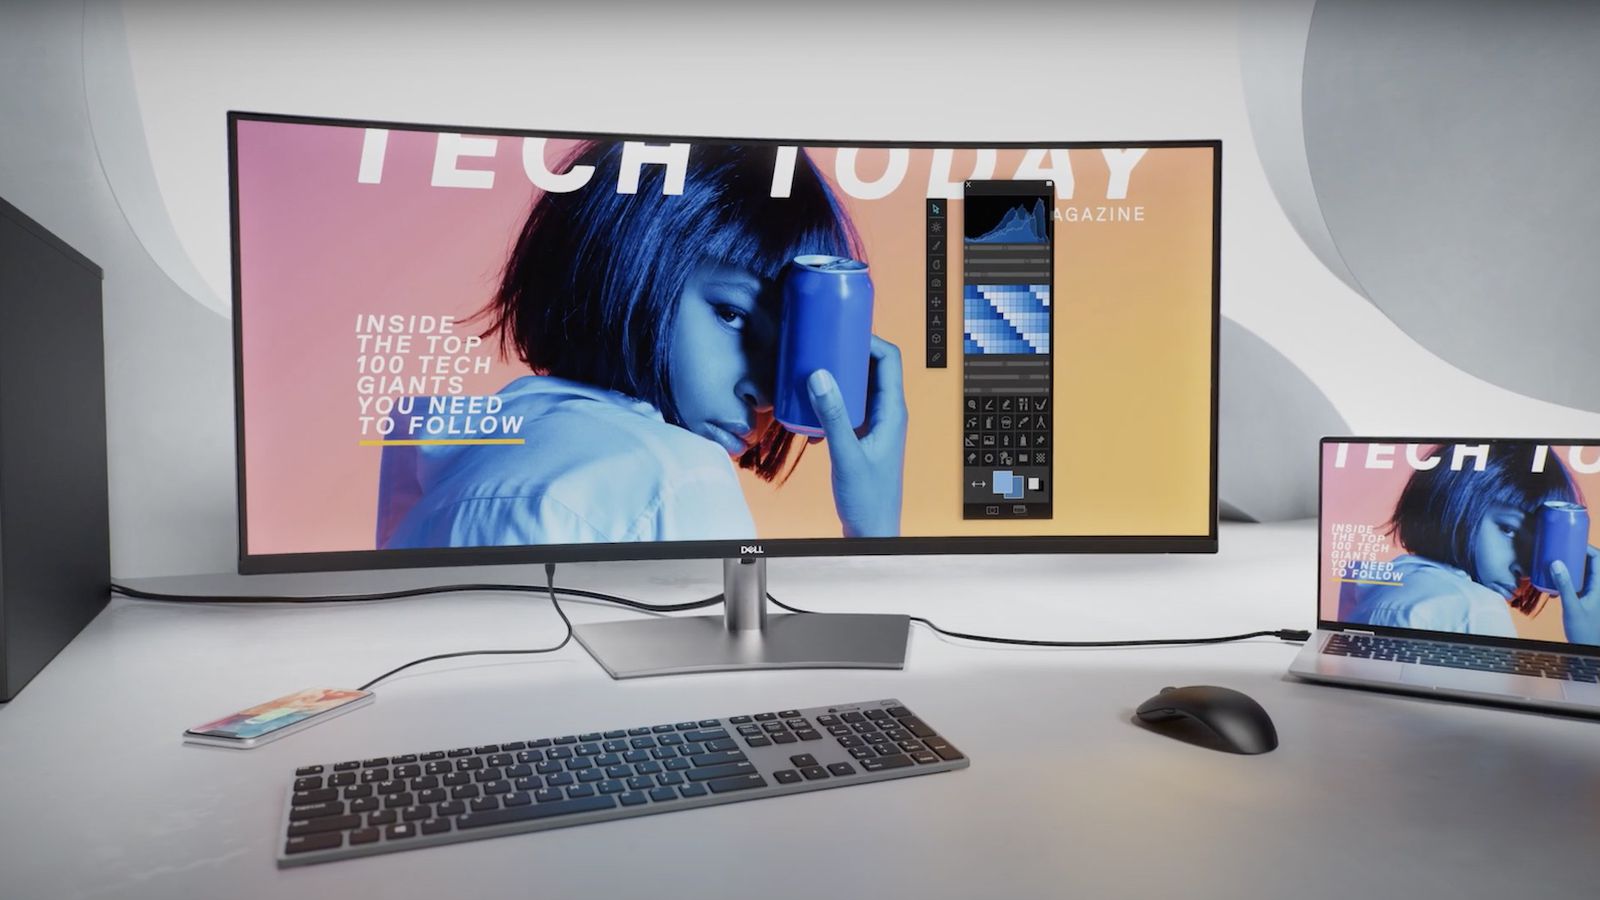 TECH TODAY
AGAZINE
INSIDE
THE TOP
100 TECH
GIANTS
YOU NEED
TO FOLLOW
DELL
TECH TO
INSIDE
THE TOP
100 TECH
GIANTS
YOU NEED
TO FOLLOW